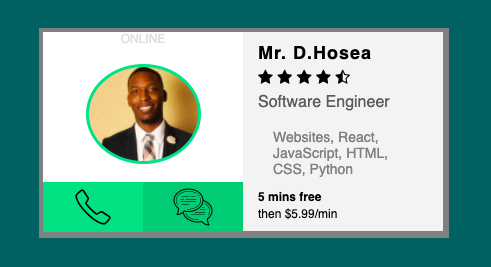 ONLINE
Mr. D.Hosea
Software Engineer
Websites, React,
JavaScript, HTML,
CSS, Python
5 mins free
then $5.99/min